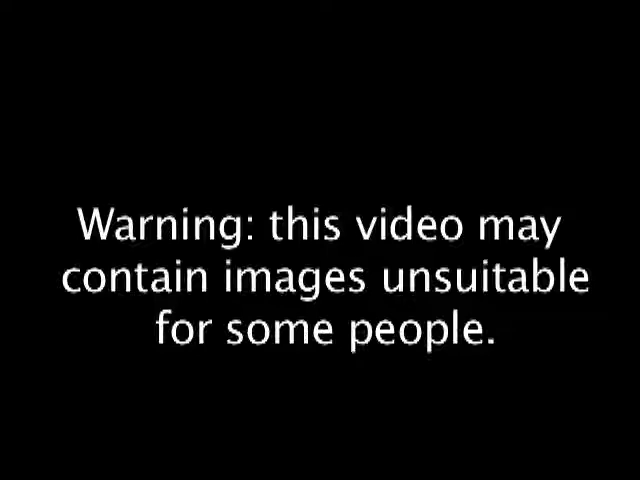 Warning: this video may
contain images unsuitable
for some people.